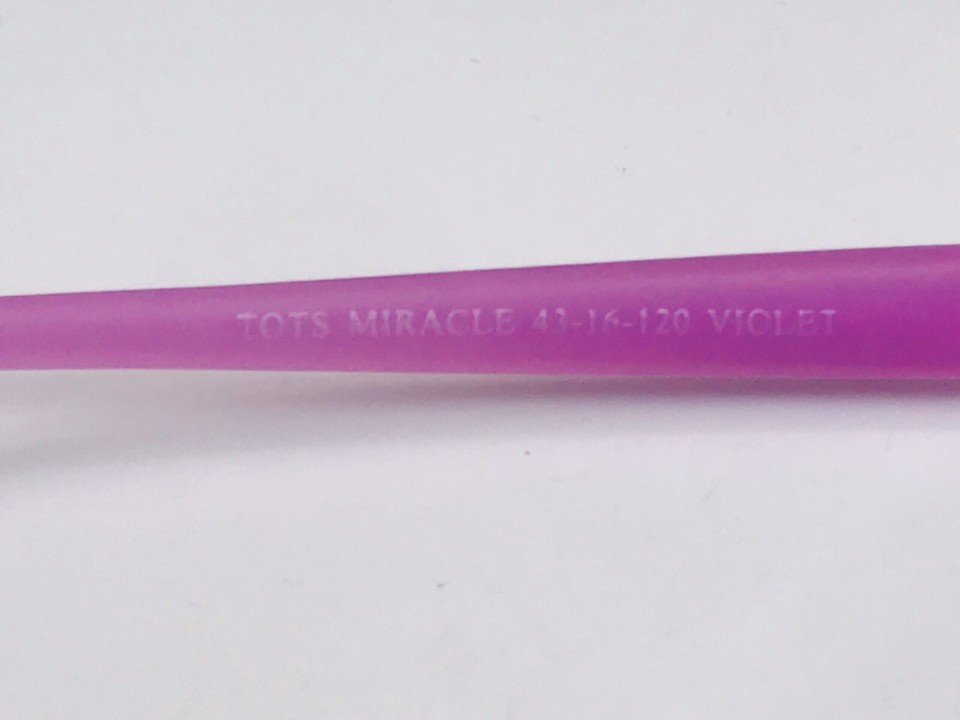 TOTS MIRACLE 43-16-120 VIOLET